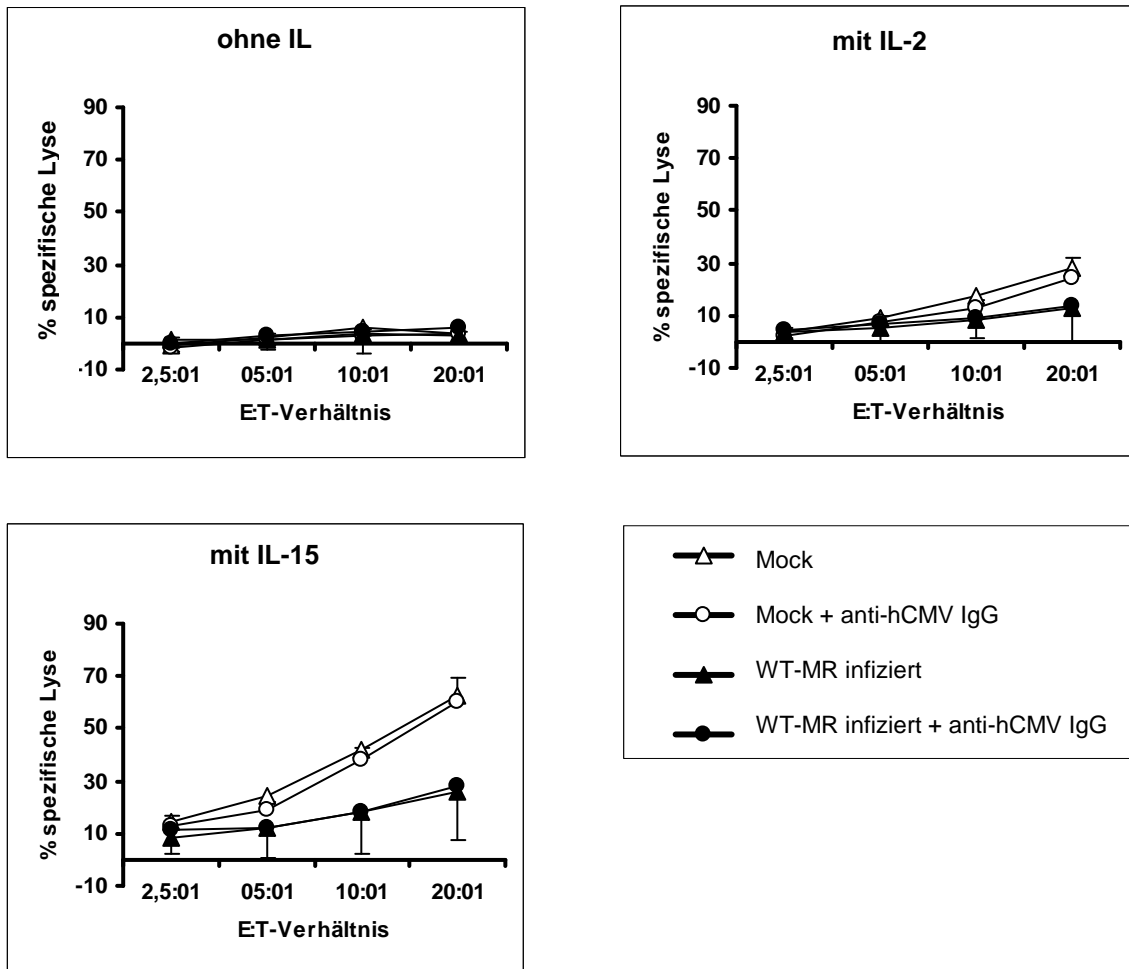 ohne IL
90
70
50
30
10
-10
% spezifische Lyse
2,5:01 05:01 10:01 20:01
E:T-Verhältnis
mit IL-2
90
70
50
30
10
-10
% spezifische Lyse
2,5:01 05:01 10:01 20:01
E:T-Verhältnis
mit IL-15
90
70
50
30
10
-10
% spezifische Lyse
2,5:01 05:01 10:01 20:01
E:T-Verhältnis
Mock
Mock + anti-hCMV IgG
WT-MR infiziert
WT-MR infiziert + anti-hCMV IgG